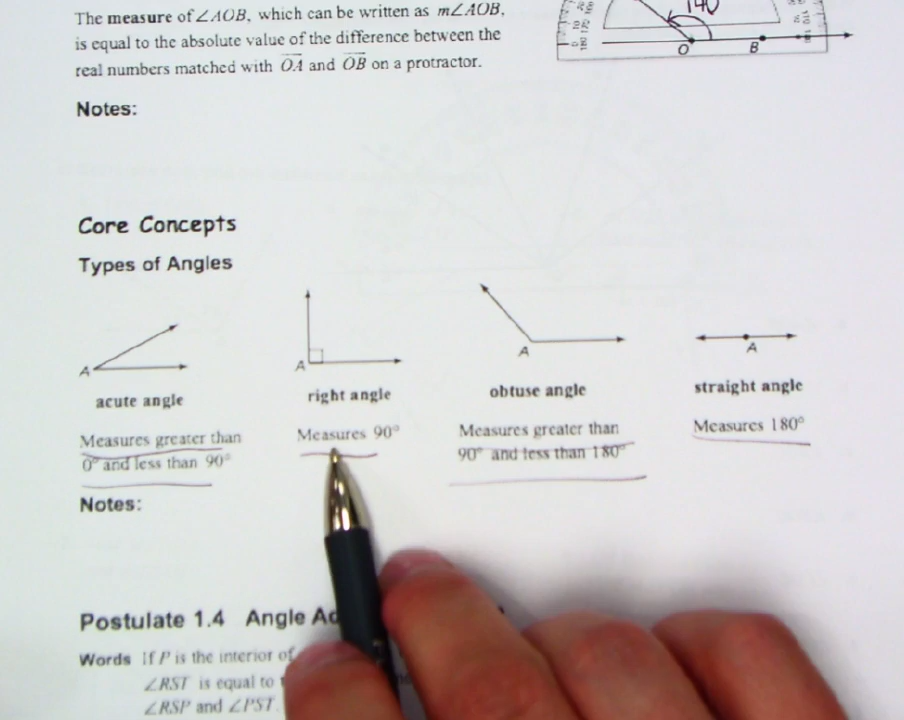 The measure of ∠AOB, which can be written as m∠AOB,
is equal to the absolute value of the difference between the
real numbers matched with OA and OB on a protractor.
140
O
B
Notes:
Core Concepts
Types of Angles
A
A
A
A
acute angle
right angle
obtuse angle
straight angle
Measures greater than
0° and less than 90°
Measures 90°
Measures greater than
90° and less than 180°
Measures 180°
Notes:
Postulate 1.4 Angle
Words If P is the interior of
∠RST is equal to
∠RSP and ∠PST.